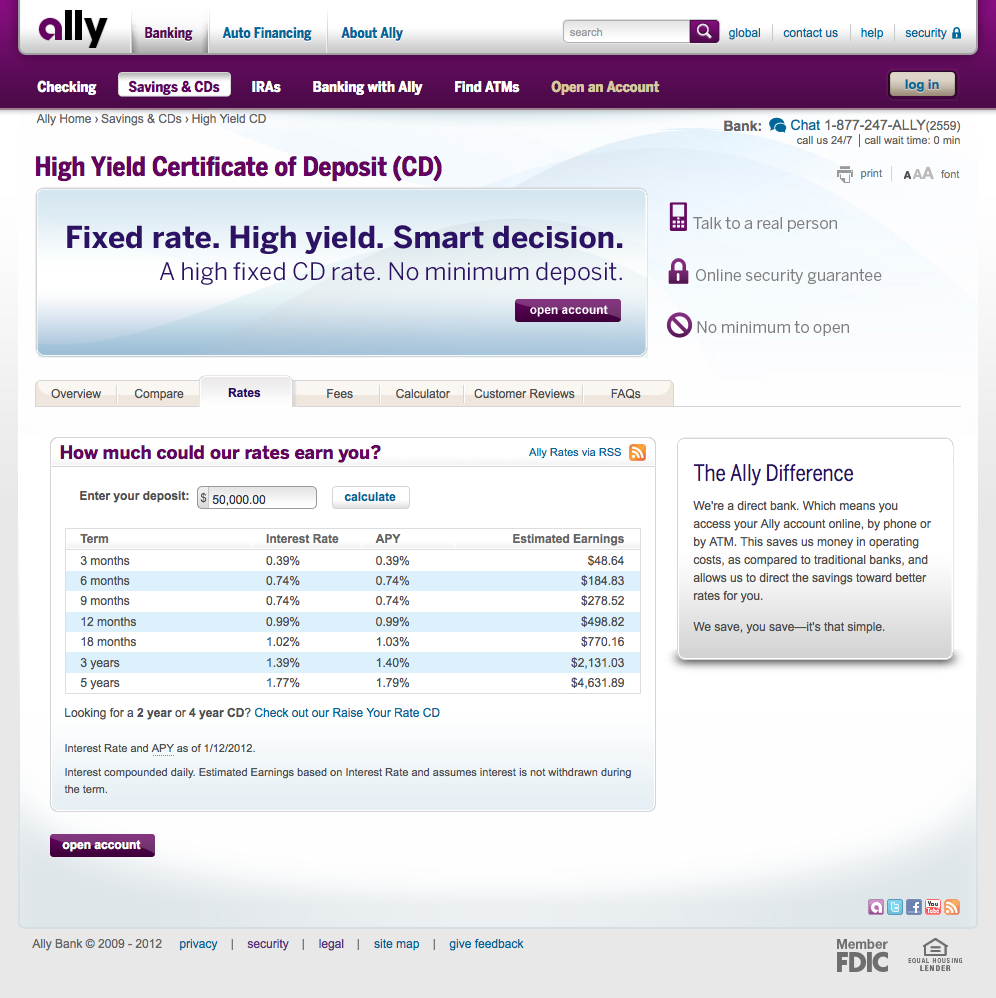 ally
Banking Auto Financing About Ally
search
global contact us help security
Checking Savings & CDs IRAs Banking with Ally Find ATMs Open an Account
log in
Ally Home › Savings & CDs › High Yield CD
Bank: Chat 1-877-247-ALLY(2559)
call us 24/7 | call wait time: 0 min
High Yield Certificate of Deposit (CD)
print A A A font
Fixed rate. High yield. Smart decision.
A high fixed CD rate. No minimum deposit.
open account
Talk to a real person
Online security guarantee
No minimum to open
Overview Compare Rates Fees Calculator Customer Reviews FAQs
How much could our rates earn you?
Ally Rates via RSS
Enter your deposit: $ 50,000.00 calculate
Term Interest Rate APY Estimated Earnings
3 months 0.39% 0.39% $48.64
6 months 0.74% 0.74% $184.83
9 months 0.74% 0.74% $278.52
12 months 0.99% 0.99% $498.82
18 months 1.02% 1.03% $770.16
3 years 1.39% 1.40% $2,131.03
5 years 1.77% 1.79% $4,631.89
Looking for a 2 year or 4 year CD? Check out our Raise Your Rate CD
Interest Rate and APY as of 1/12/2012.
Interest compounded daily. Estimated Earnings based on Interest Rate and assumes interest is not withdrawn during
the term.
The Ally Difference
We're a direct bank. Which means you
access your Ally account online, by phone or
by ATM. This saves us money in operating
costs, as compared to traditional banks, and
allows us to direct the savings toward better
rates for you.
We save, you save—it's that simple.
open account
a t f You Tube
Ally Bank © 2009 - 2012 privacy | security | legal | site map | give feedback
Member
FDIC
EQUAL HOUSING
LENDER